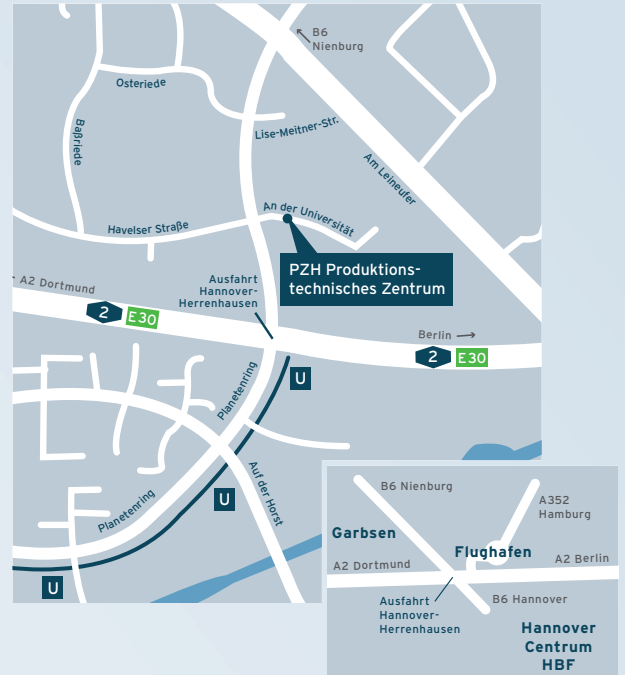 B6
Nienburg
Osteriede
Lise-Meitner-Str.
Baßriede
Am Leineufer
An der Universität
Havelser Straße
PZH Produktions-
technisches Zentrum
Ausfahrt
Hannover-
Herrenhausen
A2 Dortmund
2 E30
Berlin
2 E30
U
Planetenring
Auf der Horst
Planetenring
U
U
B6 Nienburg
A352
Hamburg
Garbsen
Flughafen
A2 Dortmund
A2 Berlin
Ausfahrt
Hannover-
Herrenhausen
B6 Hannover
Hannover
Centrum
HBF